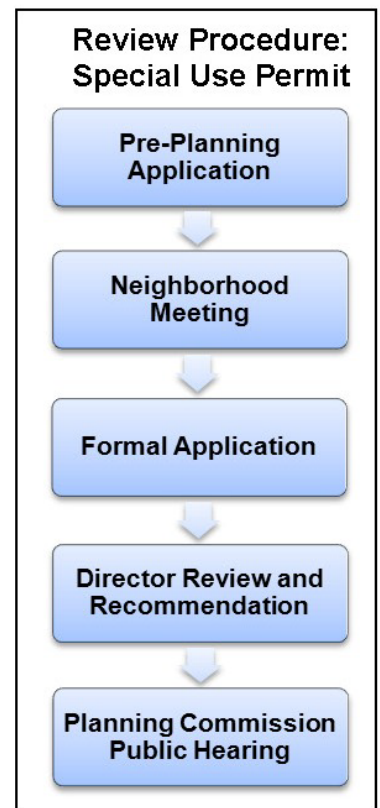 Review Procedure:
Special Use Permit
Pre-Planning
Application
Neighborhood
Meeting
Formal Application
Director Review and
Recommendation
Planning Commission
Public Hearing